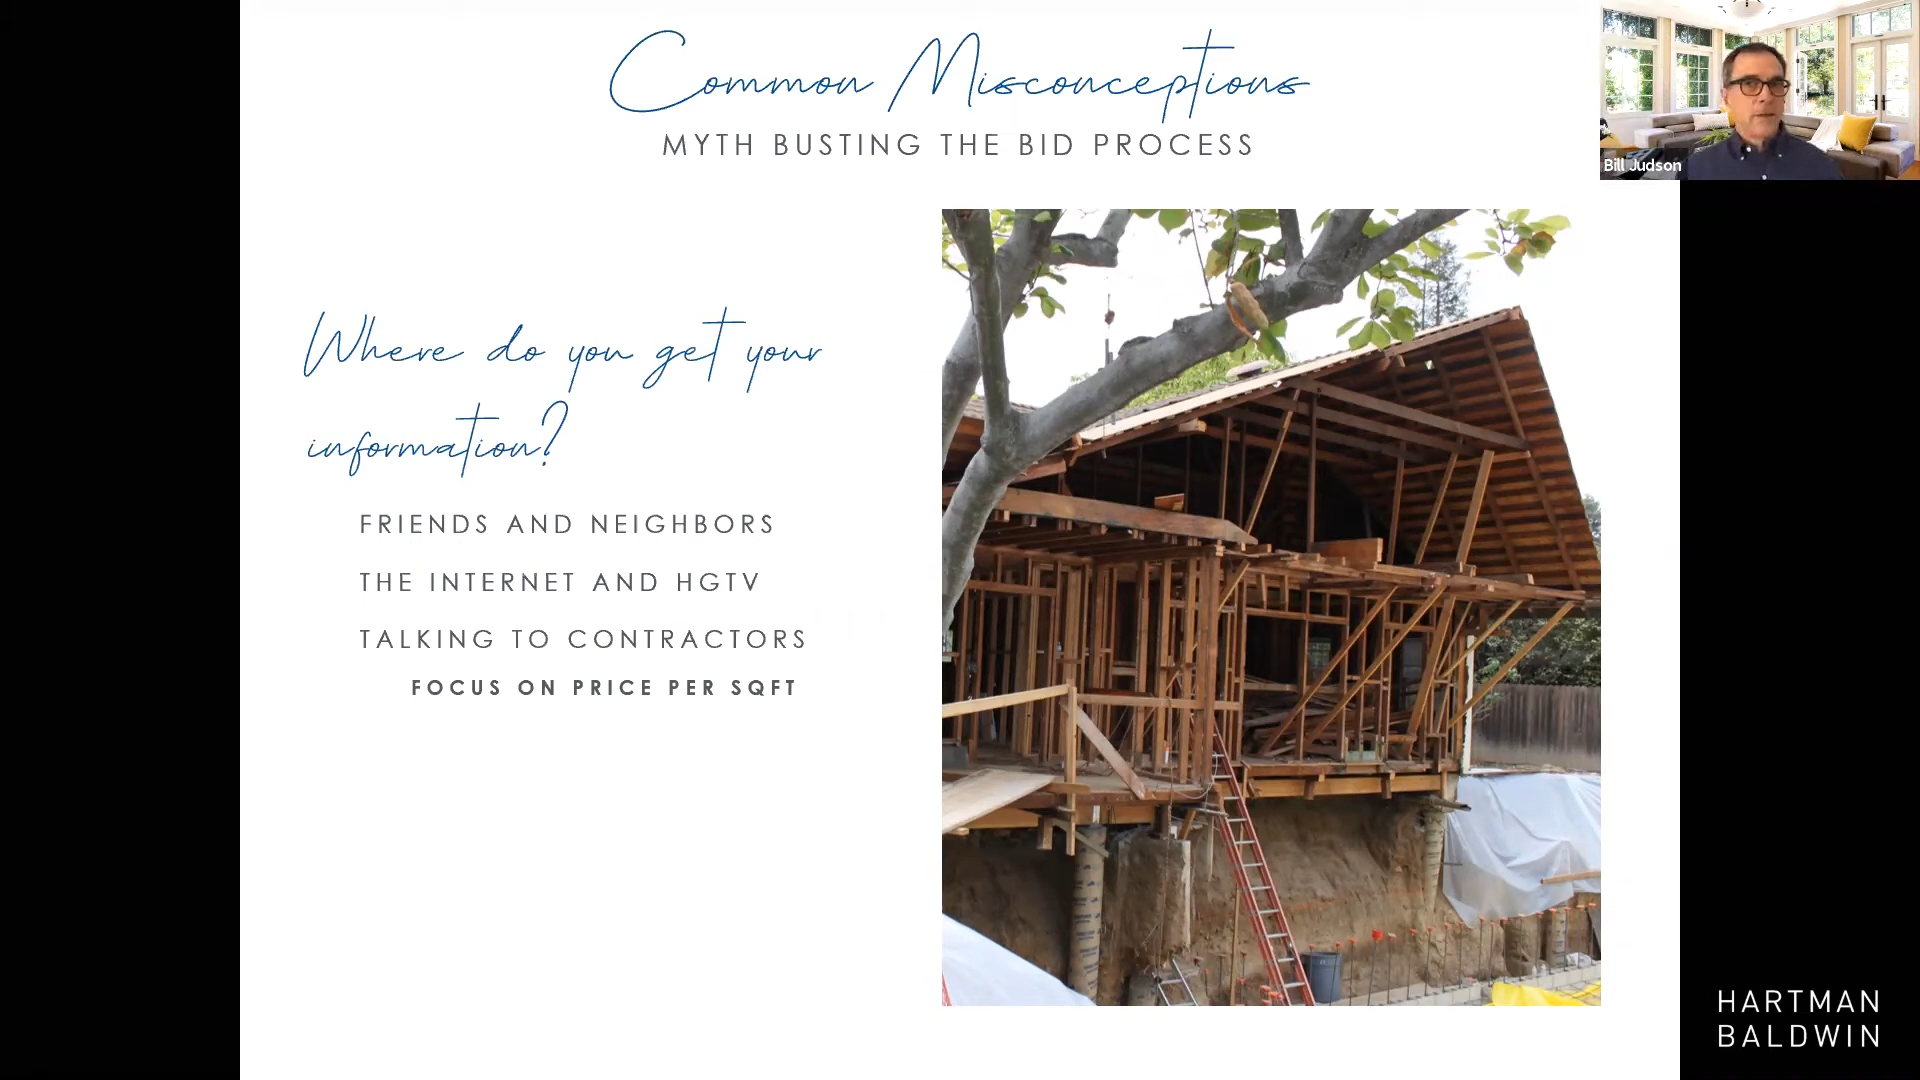 Common Misconceptions
MYTH BUSTING THE BID PROCESS
Bill Judson
Where do you get your
information?
FRIENDS AND NEIGHBORS
THE INTERNET AND HGTV
TALKING TO CONTRACTORS
FOCUS ON PRICE PER SQFT
HARTMAN
BALDWIN